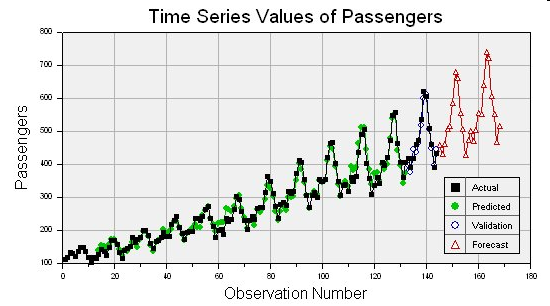 Time Series Values of Passengers
Passengers
800
700
600
500
400
300
200
100
0
20
40
60
80
100
120
140
160
180
Observation Number
Actual
Predicted
Validation
Forecast